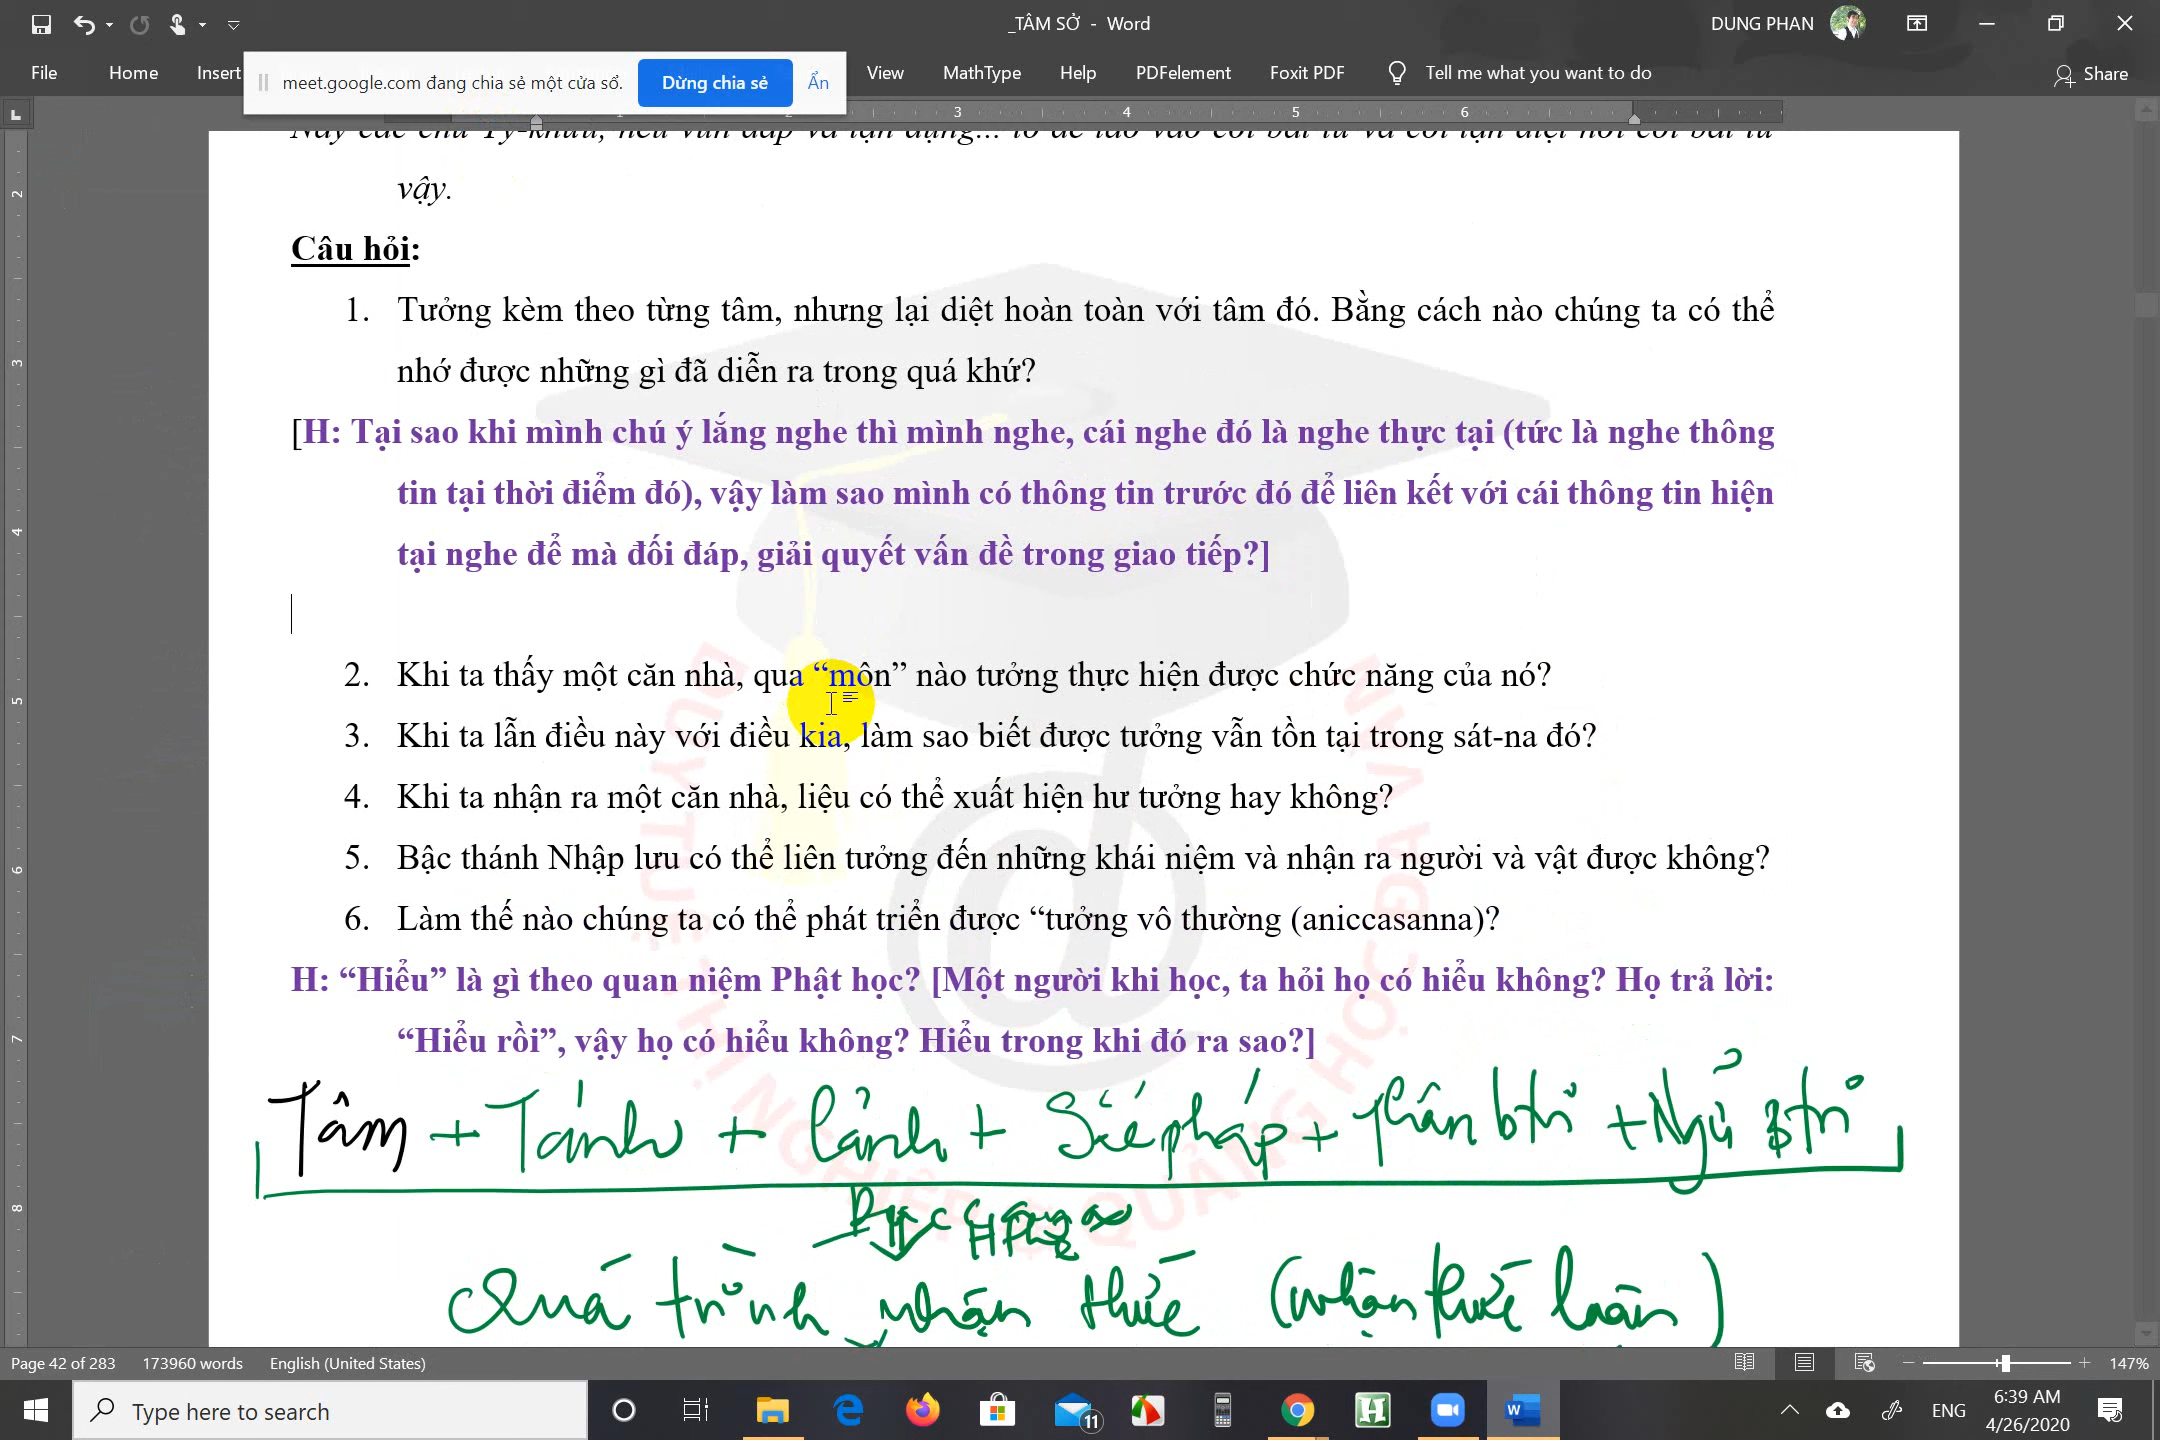 _TÂM SỞ - Word
DUNG PHAN
meet.google.com đang chia sẻ một cửa sổ. Dừng chia sẻ Ẩn
File Home Insert View MathType Help PDFelement Foxit PDF Tell me what you want to do Share
vậy.
Câu hỏi:
1. Tưởng kèm theo từng tâm, nhưng lại diệt hoàn toàn với tâm đó. Bằng cách nào chúng ta có thể
nhớ được những gì đã diễn ra trong quá khứ?
[H: Tại sao khi mình chú ý lắng nghe thì mình nghe, cái nghe đó là nghe thực tại (tức là nghe thông
tin tại thời điểm đó), vậy làm sao mình có thông tin trước đó để liên kết với cái thông tin hiện
tại nghe để mà đối đáp, giải quyết vấn đề trong giao tiếp?]
2. Khi ta thấy một căn nhà, qua “môn” nào tưởng thực hiện được chức năng của nó?
3. Khi ta lẫn điều này với điều kia, làm sao biết được tưởng vẫn tồn tại trong sát-na đó?
4. Khi ta nhận ra một căn nhà, liệu có thể xuất hiện hư tưởng hay không?
5. Bậc thánh Nhập lưu có thể liên tưởng đến những khái niệm và nhận ra người và vật được không?
6. Làm thế nào chúng ta có thể phát triển được “tưởng vô thường (aniccasanna)?
H: “Hiểu” là gì theo quan niệm Phật học? [Một người khi học, ta hỏi họ có hiểu không? Họ trả lời:
“Hiểu rồi”, vậy họ có hiểu không? Hiểu trong khi đó ra sao?]
Tâm + Tánh + Cảnh +
Quá trình nhận thức (nhận thức luận)
Page 42 of 283 173960 words English (United States) 147%
Type here to search
11
ENG
6:39 AM
4/26/2020